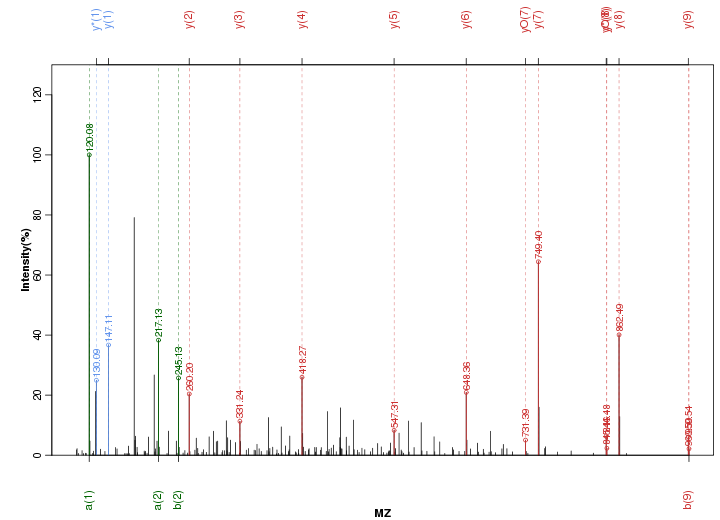 y*(1)
y(1)
y(2)
y(3)
y(4)
y(5)
y(6)
yO(7)
y(7)
y(8)
y(9)
120
100
80
60
40
20
0
Intensity(%)
120.08
130.09
147.11
217.13
245.13
260.20
331.24
418.27
547.31
648.36
731.39
749.40
862.49
a(1)
a(2)
b(2)
b(9)
MZ